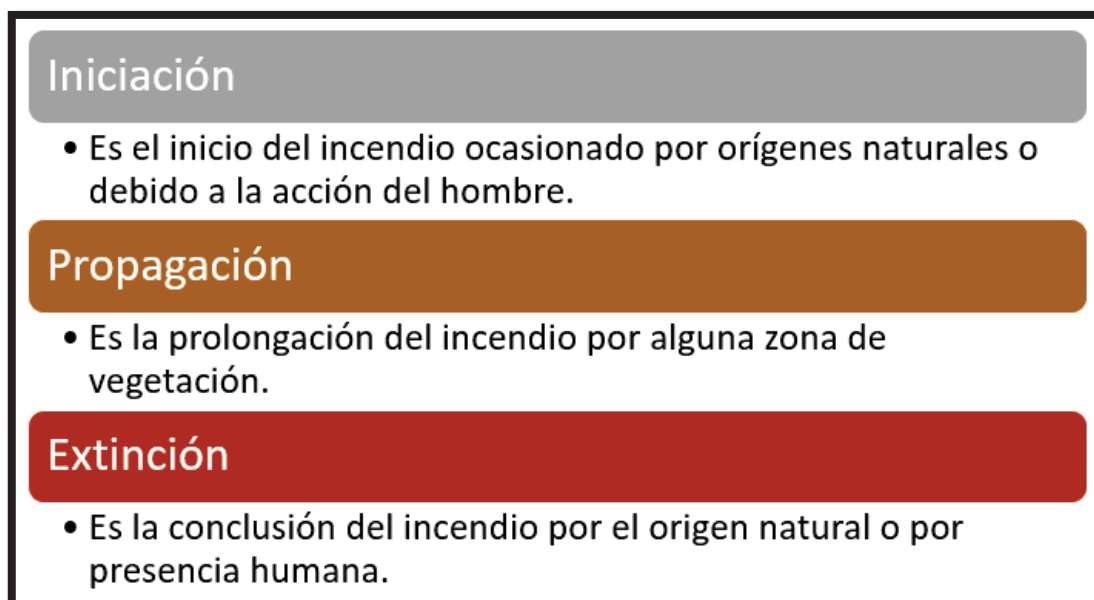 Iniciación
• Es el inicio del incendio ocasionado por orígenes naturales o
debido a la acción del hombre.
Propagación
• Es la prolongación del incendio por alguna zona de
vegetación.
Extinción
• Es la conclusión del incendio por el origen natural o por
presencia humana.